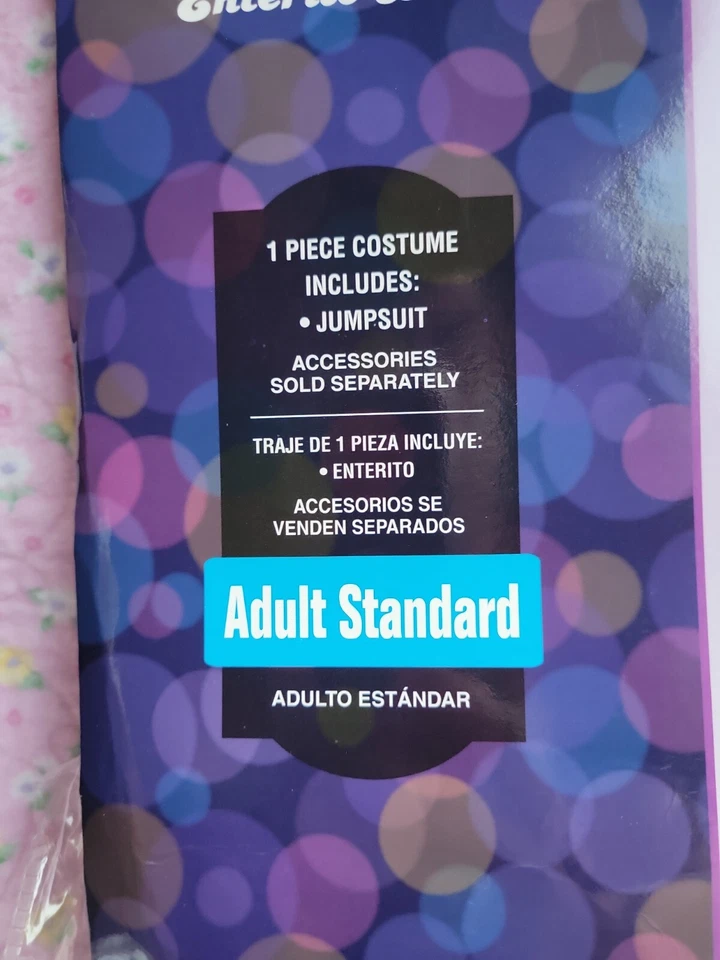 Enterito
1 PIECE COSTUME
INCLUDES:
• JUMPSUIT
ACCESSORIES
SOLD SEPARATELY
TRAJE DE 1 PIEZA INCLUYE:
• ENTERITO
ACCESORIOS SE
VENDEN SEPARADOS
Adult Standard
ADULTO ESTÁNDAR